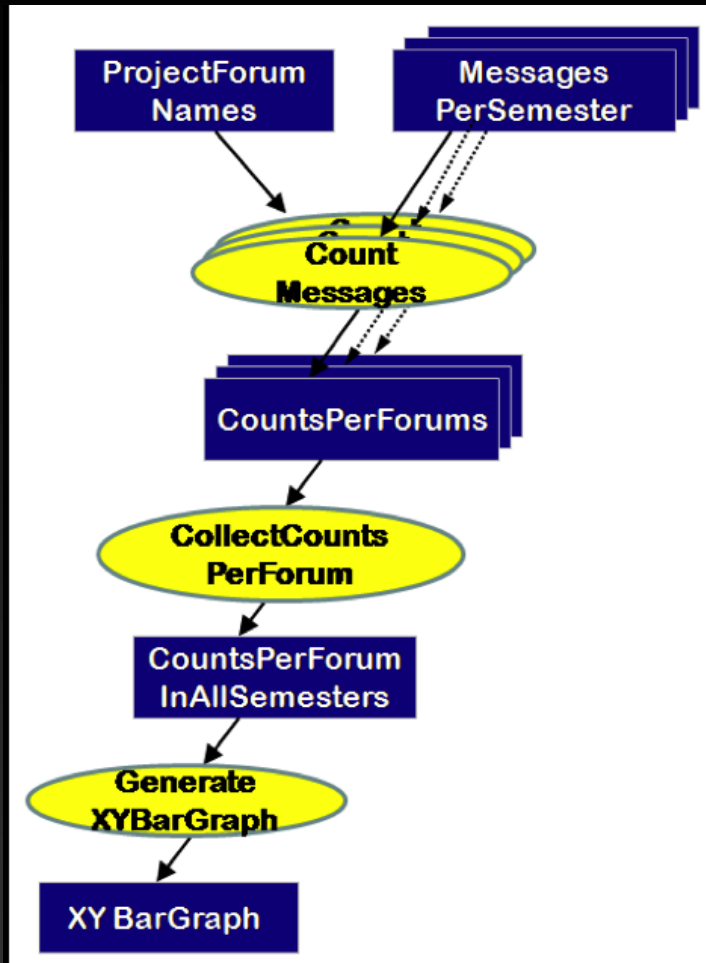 ProjectForum
Names
Messages
PerSemester
Count
Messages
CountsPerForums
CollectCounts
PerForum
CountsPerForum
InAllSemesters
Generate
XYBarGraph
XY BarGraph